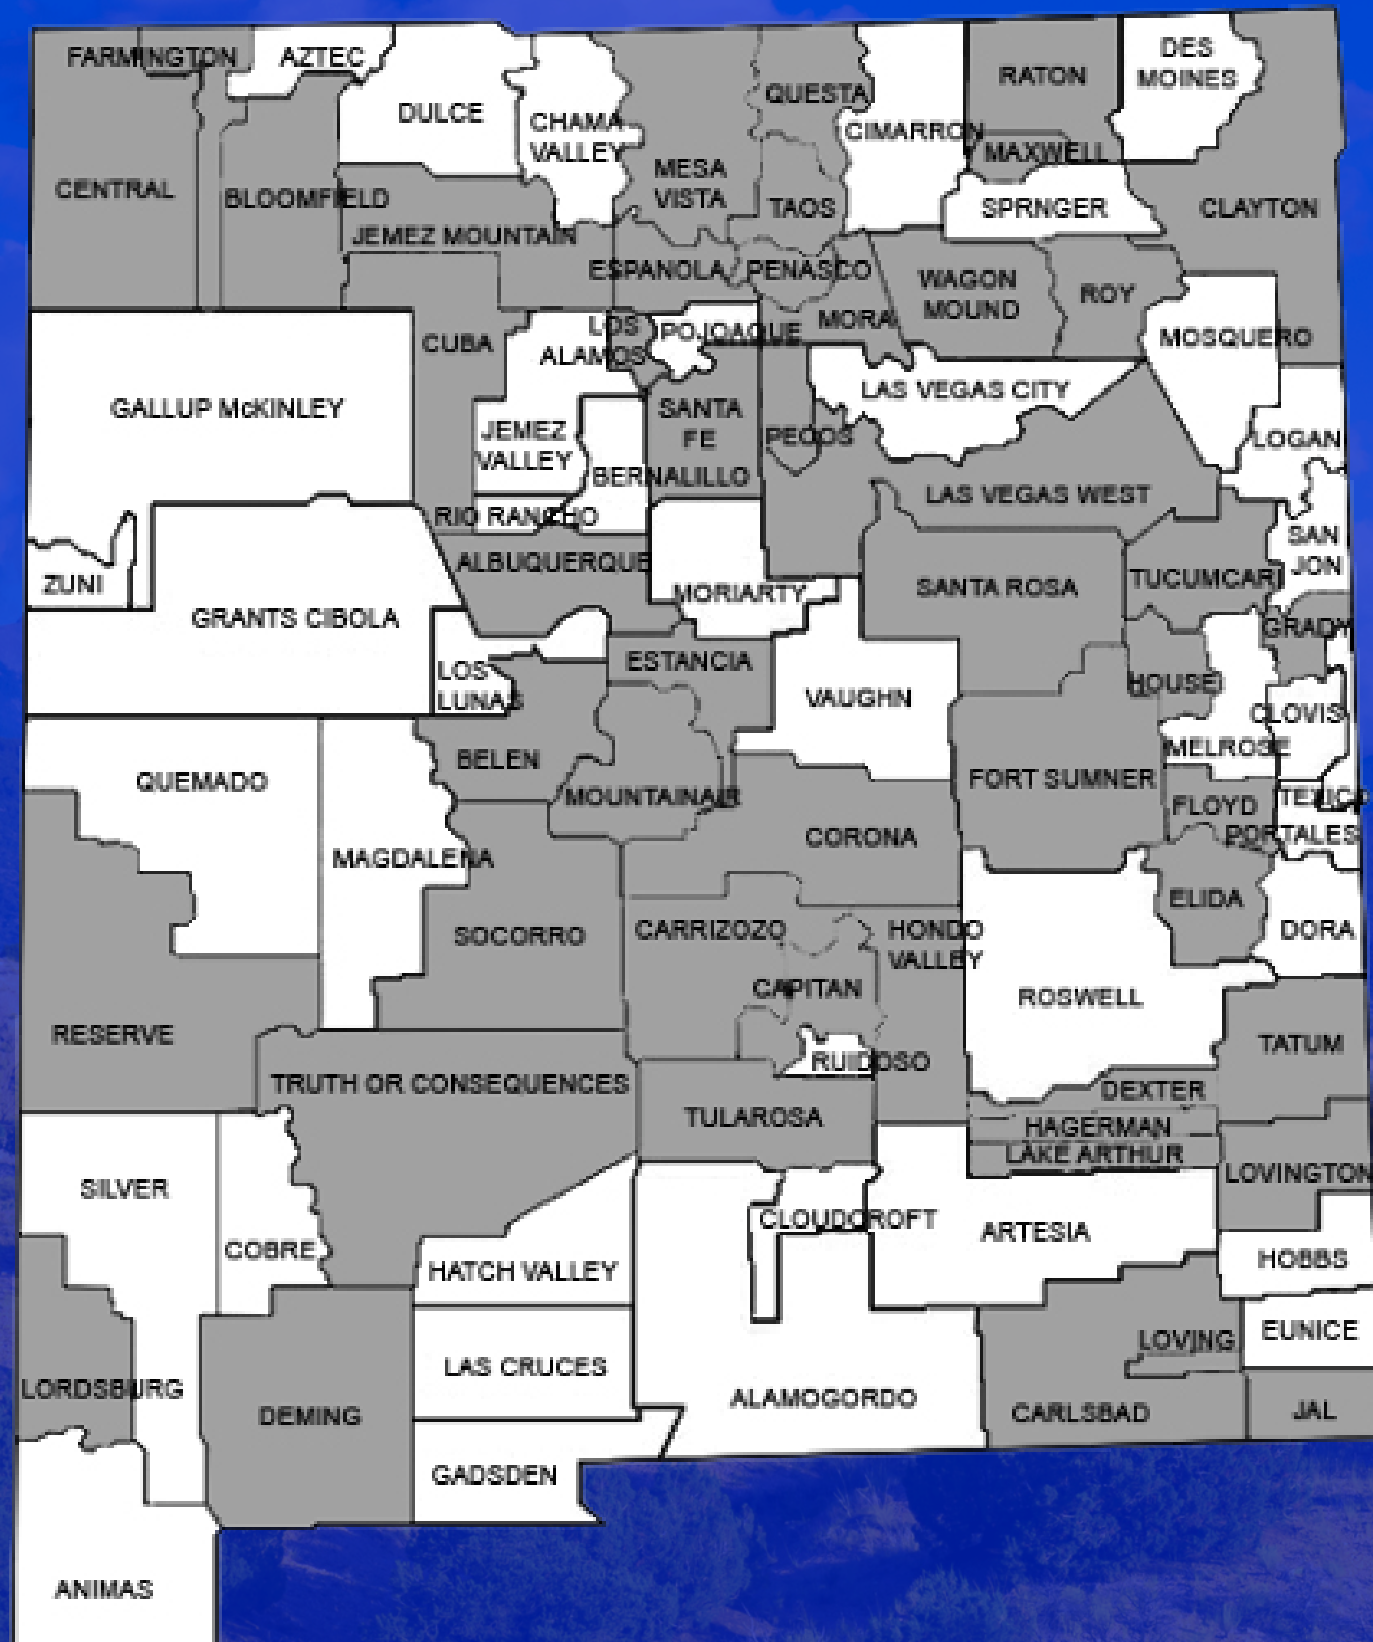 FARMINGTON
AZTEC
DULCE
CHAMA
VALLEY
MESA
VISTA
QUESTA
CIMARRON
RATON
DES
MOINES
MAXWELL
CENTRAL
BLOOMFIELD
TAOS
SPRNGER
CLAYTON
JEMEZ MOUNTAIN
ESPANOLA
PENASCO
WAGON
MOUND
ROY
MORA
CUBA
LOS
ALAMOS
POJOAQUE
MOSQUERO
GALLUP McKINLEY
JEMEZ
VALLEY
SANTA
FE
LAS VEGAS CITY
PECOS
LOGAN
BERNALILLO
LAS VEGAS WEST
RIO RANCHO
SAN
JON
ALBUQUERQUE
ZUNI
MORIARTY
SANTA ROSA
TUCUMCARI
GRANTS CIBOLA
GRADY
LOS
LUNAS
ESTANCIA
VAUGHN
HOUSE
CLOVIS
MELROSE
QUEMADO
BELEN
MOUNTAINAIR
FORT SUMNER
FLOYD
TEXICO
PORTALES
MAGDALENA
CORONA
ELIDA
DORA
SOCORRO
CARRIZOZO
HONDO
VALLEY
CAPITAN
ROSWELL
RESERVE
RUIDOSO
TATUM
TRUTH OR CONSEQUENCES
DEXTER
TULAROSA
HAGERMAN
LAKE ARTHUR
LOVINGTON
SILVER
CLOUDCROFT
ARTESIA
COBRE
HATCH VALLEY
HOBBS
LOVING
EUNICE
LAS CRUCES
LORDSBURG
DEMING
ALAMOGORDO
CARLSBAD
JAL
GADSDEN
ANIMAS